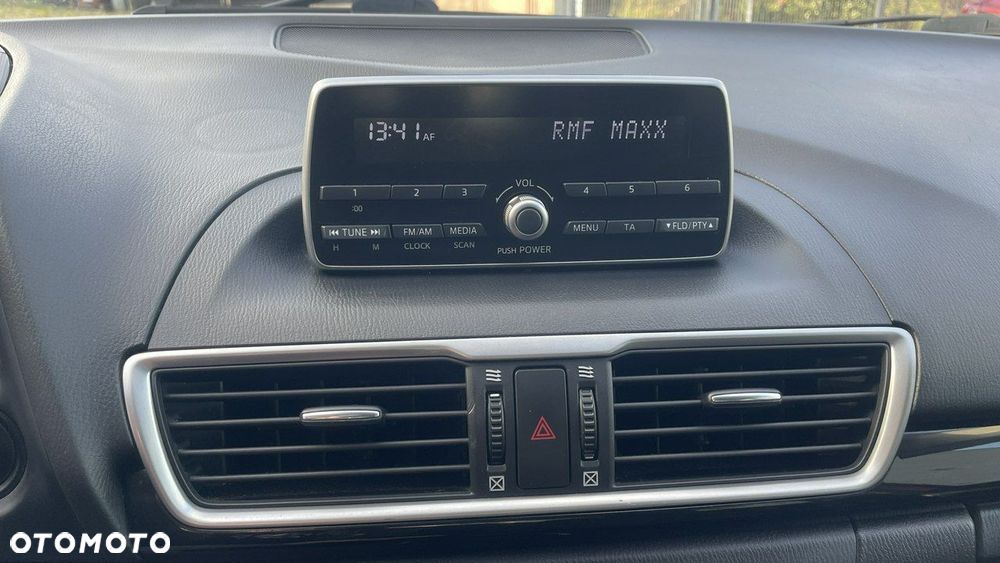 13:41 AF RMF MAXX
VOL
1 2 3 4 5 6
:00
TUNE FM/AM MEDIA MENU TA FLD/PTY
H M CLOCK SCAN PUSH POWER
OTOMOTO